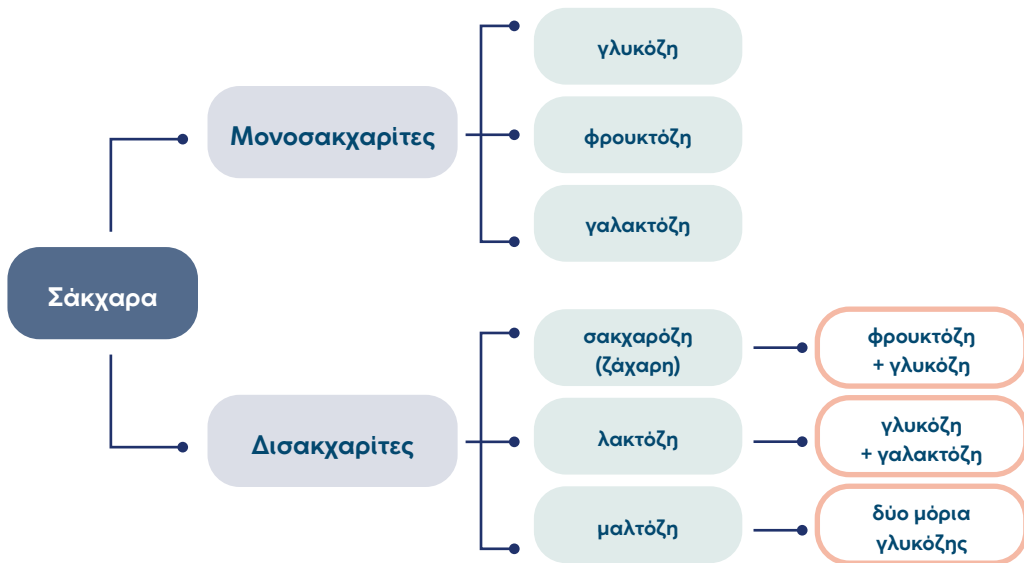 Σάκχαρα
Μονοσακχαρίτες
γλυκόζη
φρουκτόζη
γαλακτόζη
Δισακχαρίτες
σακχαρόζη
(ζάχαρη)
φρουκτόζη
+ γλυκόζη
λακτόζη
γλυκόζη
+ γαλακτόζη
μαλτόζη
δύο μόρια
γλυκόζης